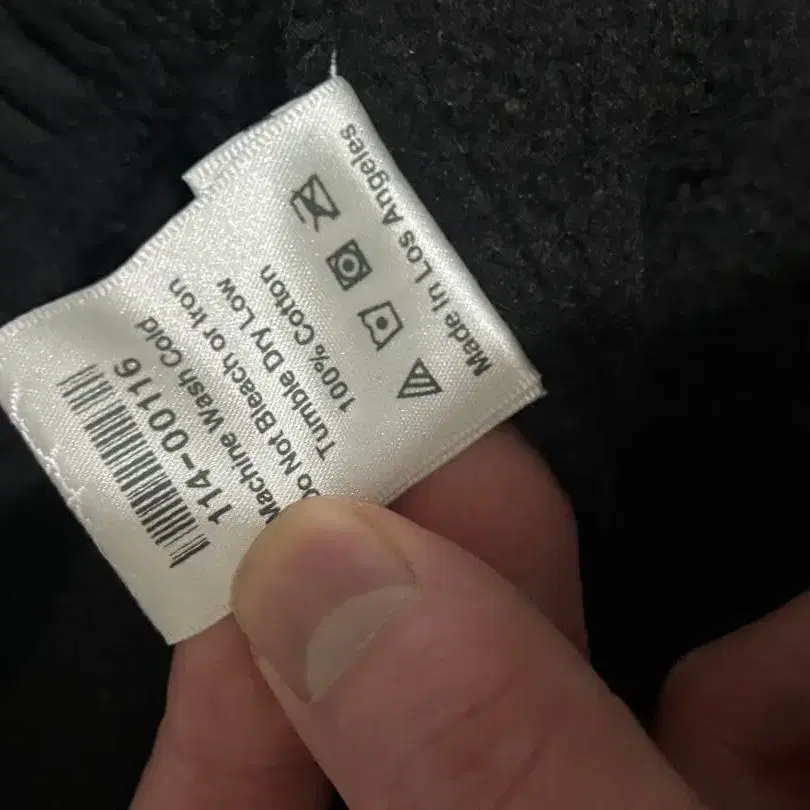 Made In Los Angeles
100% Cotton
Tumble Dry Low
Do Not Bleach or Iron
Machine Wash Cold
114-00116